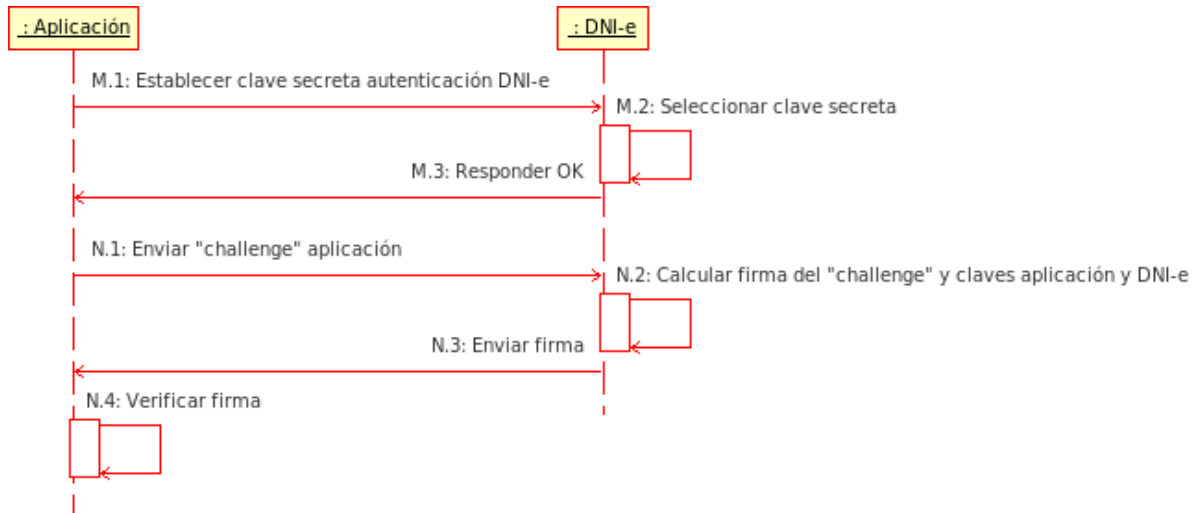 : Aplicación
: DNI-e
M.1: Establecer clave secreta autenticación DNI-e
M.2: Seleccionar clave secreta
M.3: Responder OK
N.1: Enviar "challenge" aplicación
N.2: Calcular firma del "challenge" y claves aplicación y DNI-e
N.3: Enviar firma
N.4: Verificar firma